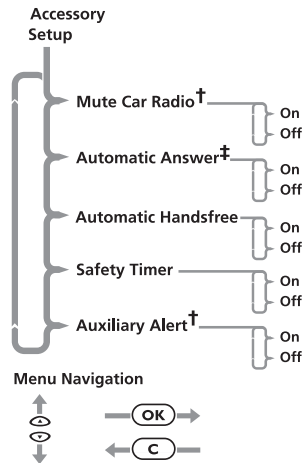 Accessory
Setup
Mute Car Radio†
On
Off
Automatic Answer‡
On
Off
Automatic Handsfree
On
Off
Safety Timer
On
Off
Auxiliary Alert†
On
Off
Menu Navigation
OK
C